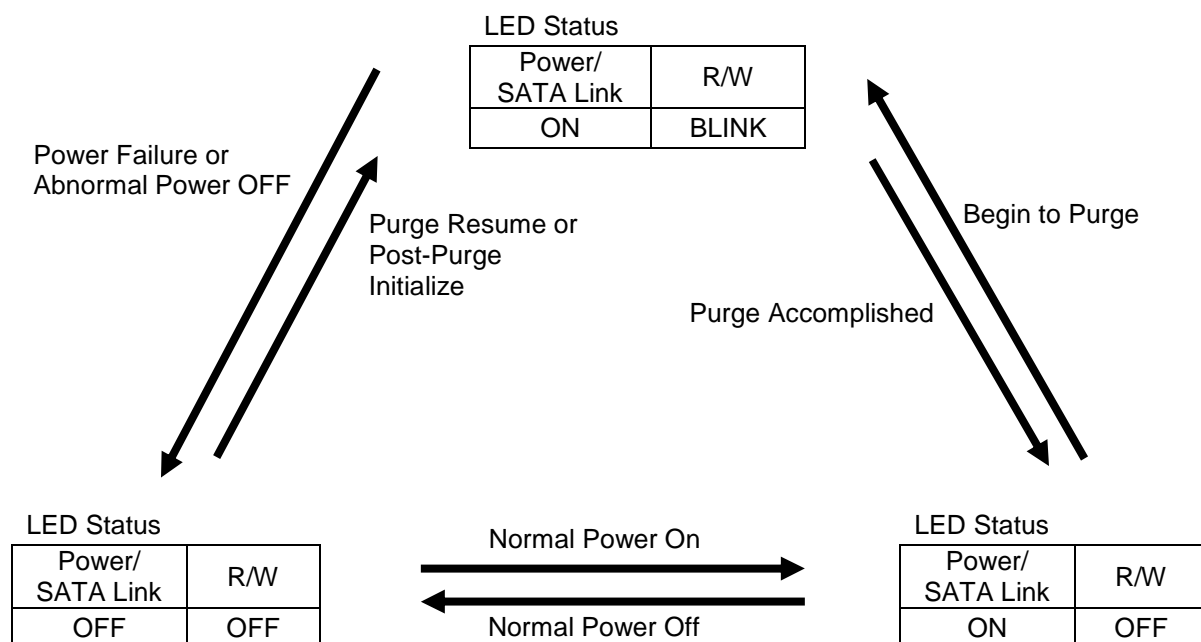 LED Status
Power/
SATA Link
R/W
ON
BLINK
Power Failure or
Abnormal Power OFF
Purge Resume or
Post-Purge
Initialize
Begin to Purge
Purge Accomplished
LED Status
Power/
SATA Link
R/W
OFF
OFF
Normal Power On
Normal Power Off
LED Status
Power/
SATA Link
R/W
ON
OFF